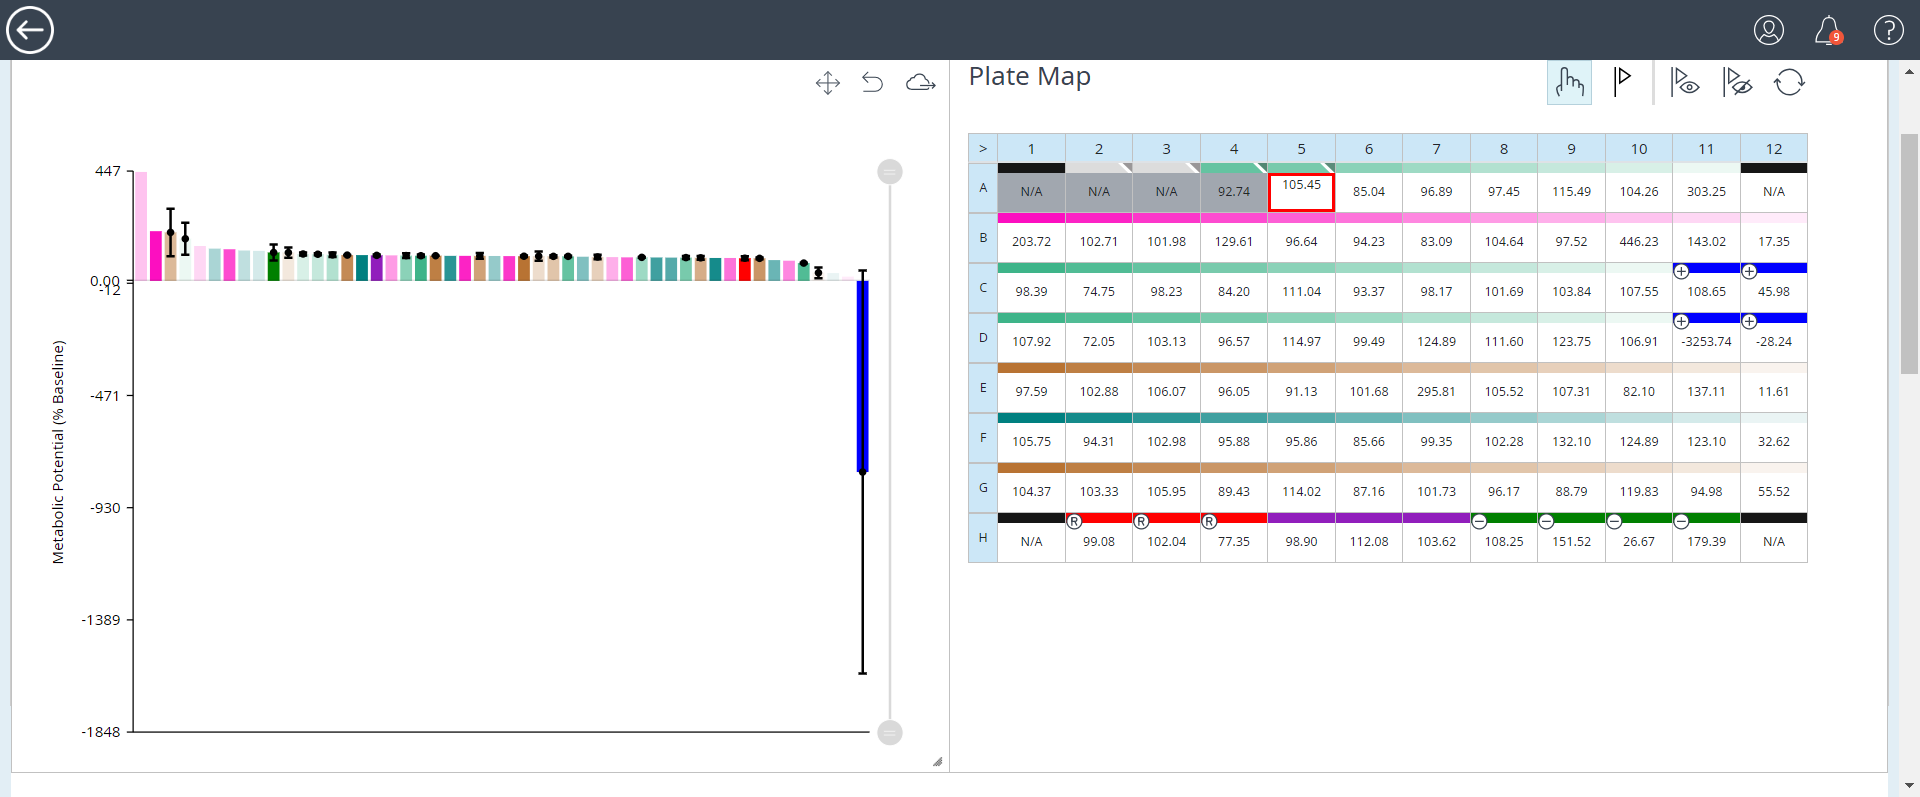 9
?
Plate Map
447
0.00
-12
-471
-930
-1389
-1848
Metabolic Potential (% Baseline)
> 1 2 3 4 5 6 7 8 9 10 11 12
A N/A N/A N/A 92.74 105.45 85.04 96.89 97.45 115.49 104.26 303.25 N/A
B 203.72 102.71 101.98 129.61 96.64 94.23 83.09 104.64 97.52 446.23 143.02 17.35
C 98.39 74.75 98.23 84.20 111.04 93.37 98.17 101.69 103.84 107.55 108.65 45.98
D 107.92 72.05 103.13 96.57 114.97 99.49 124.89 111.60 123.75 106.91 -3253.74 -28.24
E 97.59 102.88 106.07 96.05 91.13 101.68 295.81 105.52 107.31 82.10 137.11 11.61
F 105.75 94.31 102.98 95.88 95.86 85.66 99.35 102.28 132.10 124.89 123.10 32.62
G 104.37 103.33 105.95 89.43 114.02 87.16 101.73 96.17 88.79 119.83 94.98 55.52
R R R
H N/A 99.08 102.04 77.35 98.90 112.08 103.62 108.25 151.52 26.67 179.39 N/A